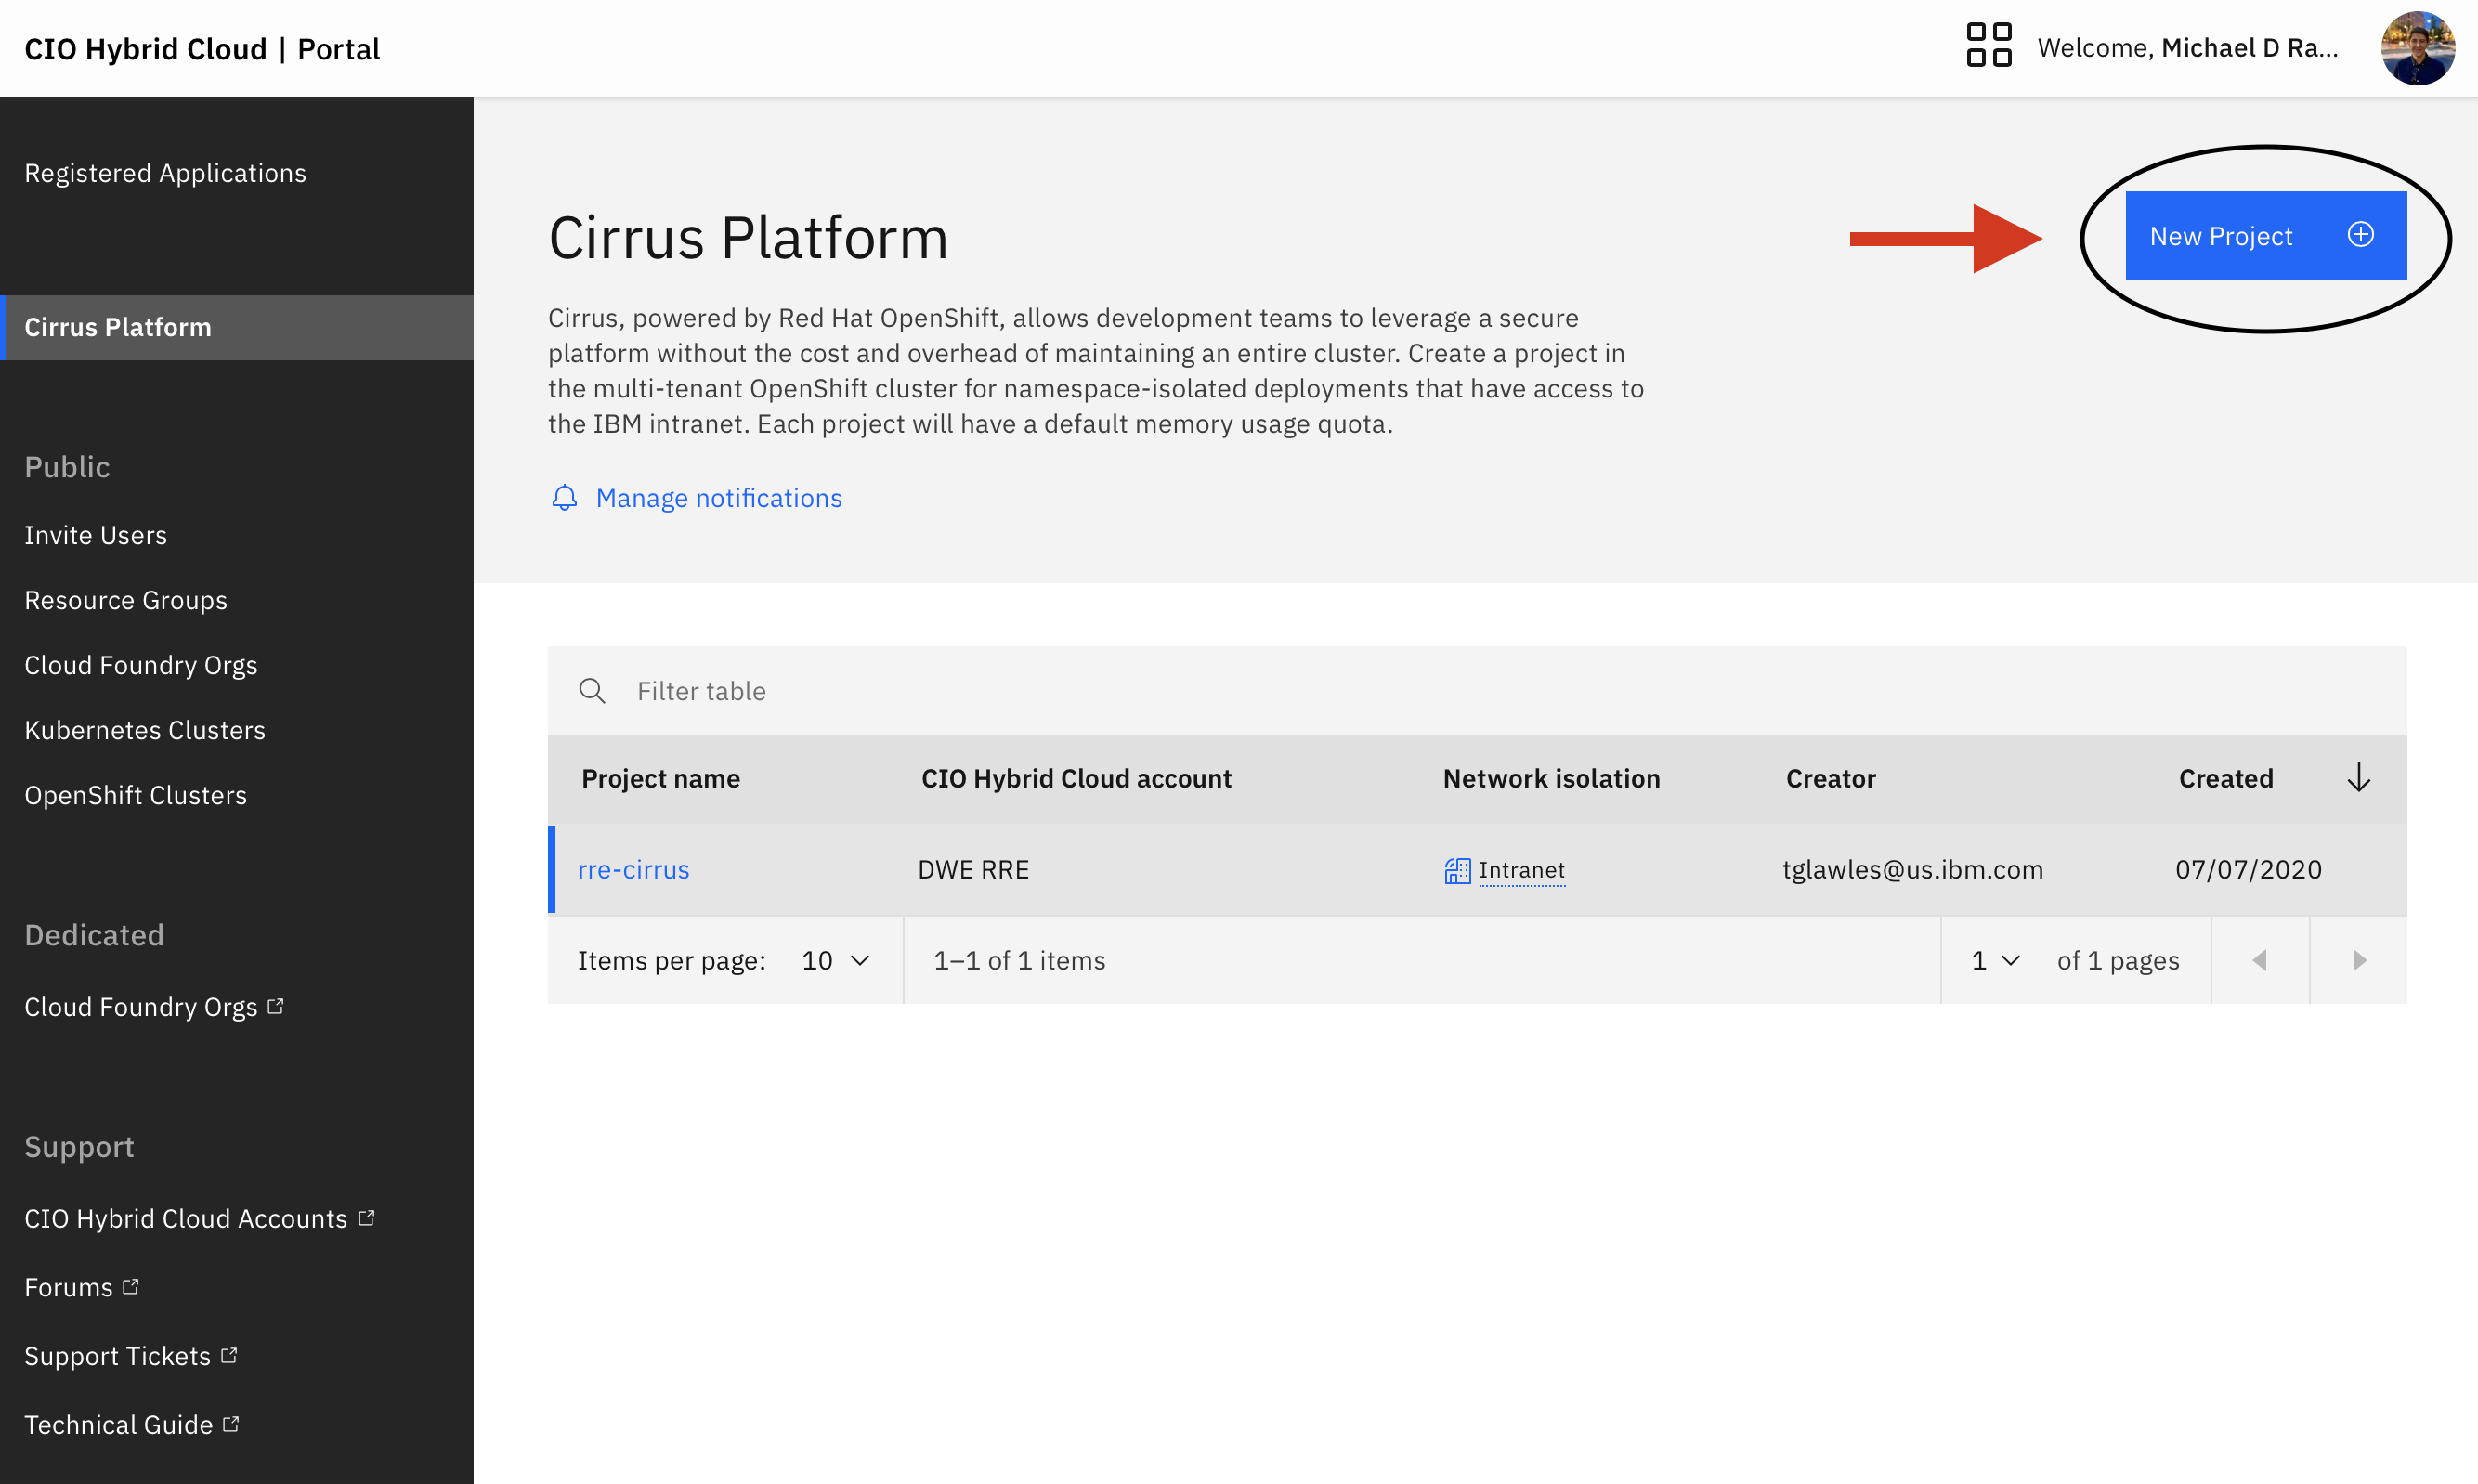 CIO Hybrid Cloud | Portal
Welcome, Michael D Ra...
Registered Applications
Cirrus Platform
Public
Invite Users
Resource Groups
Cloud Foundry Orgs
Kubernetes Clusters
OpenShift Clusters
Dedicated
Cloud Foundry Orgs
Support
CIO Hybrid Cloud Accounts
Forums
Support Tickets
Technical Guide
Cirrus Platform
New Project
Cirrus, powered by Red Hat OpenShift, allows development teams to leverage a secure
platform without the cost and overhead of maintaining an entire cluster. Create a project in
the multi-tenant OpenShift cluster for namespace-isolated deployments that have access to
the IBM intranet. Each project will have a default memory usage quota.
Manage notifications
Filter table
Project name CIO Hybrid Cloud account Network isolation Creator Created
rre-cirrus DWE RRE Intranet tglawles@us.ibm.com 07/07/2020
Items per page: 10 1–1 of 1 items 1 of 1 pages